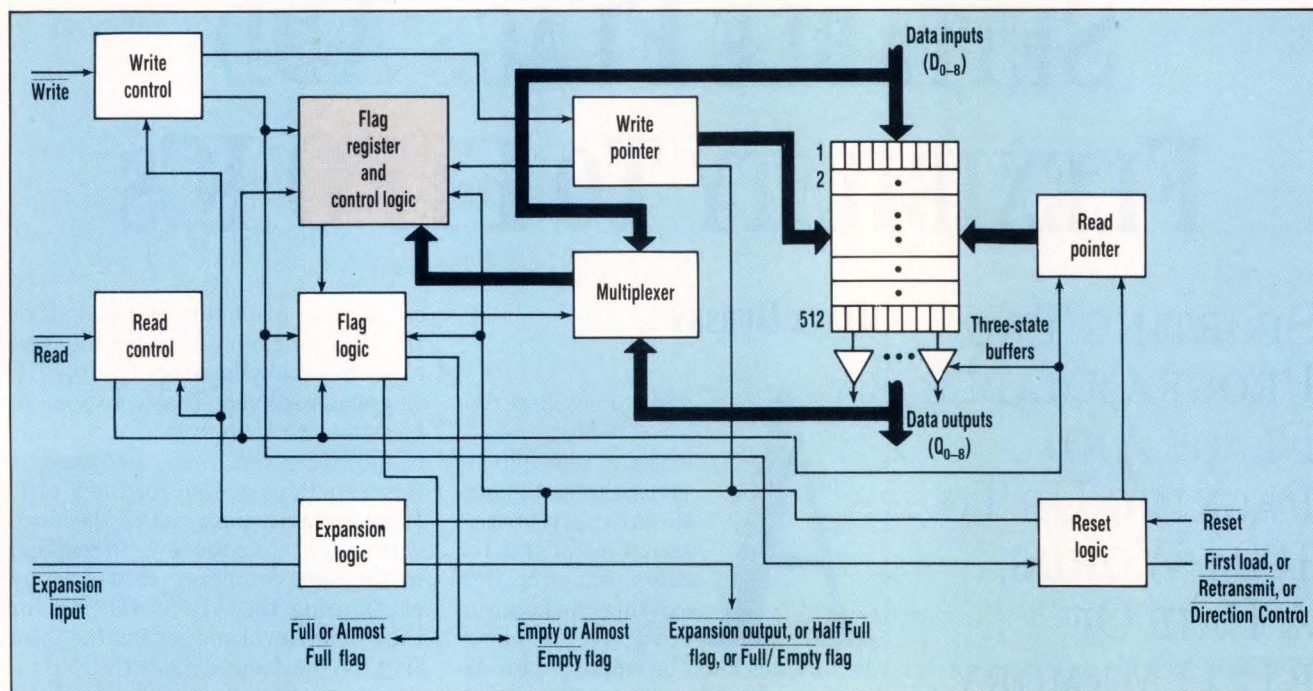 Write
Write
control
Flag
register
and
control logic
Write
pointer
Data inputs
(D0–8)
1
2
512
Read
pointer
Multiplexer
Read
Read
control
Flag
logic
Three-state
buffers
Data outputs
(Q0–8)
Expansion
logic
Expansion
Input
Reset
logic
Reset
First load, or
Retransmit, or
Direction Control
Full or Almost
Full flag
Empty or Almost
Empty flag
Expansion output, or Half Full
flag, or Full/ Empty flag